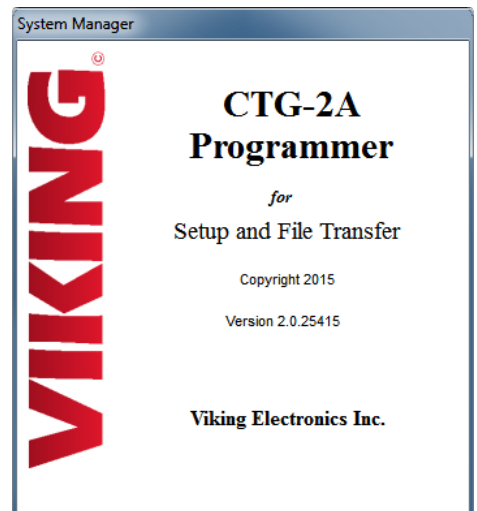 System Manager
VIKING©
CTG-2A
Programmer
for
Setup and File Transfer
Copyright 2015
Version 2.0.25415
Viking Electronics Inc.